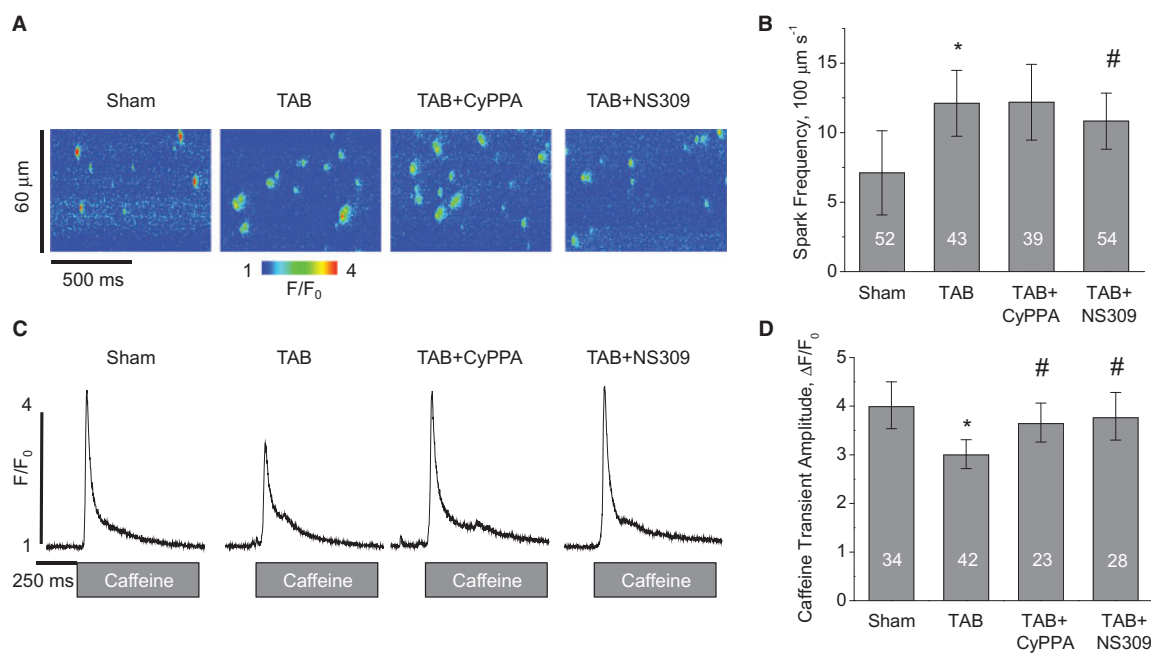 A
Sham
TAB
TAB+CyPPA
TAB+NS309
60 μm
500 ms
1
4
F/F0
B
Spark Frequency, 100 μm s-1
15
10
5
0
*
#
52
43
39
54
Sham
TAB
TAB+
CyPPA
TAB+
NS309
C
Sham
TAB
TAB+CyPPA
TAB+NS309
4
F/F0
1
250 ms
Caffeine
Caffeine
Caffeine
Caffeine
D
Caffeine Transient Amplitude, ΔF/F0
5
4
3
2
1
0
*
#
#
34
42
23
28
Sham
TAB
TAB+
CyPPA
TAB+
NS309